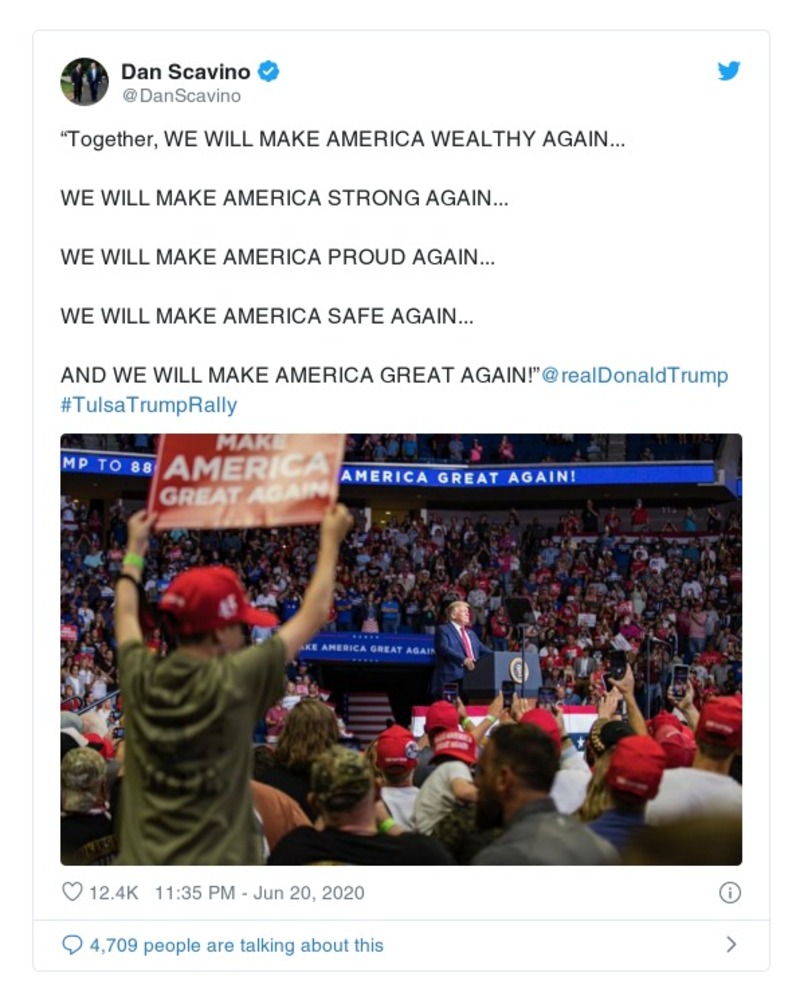 Dan Scavino
@DanScavino
“Together, WE WILL MAKE AMERICA WEALTHY AGAIN...
WE WILL MAKE AMERICA STRONG AGAIN...
WE WILL MAKE AMERICA PROUD AGAIN...
WE WILL MAKE AMERICA SAFE AGAIN...
AND WE WILL MAKE AMERICA GREAT AGAIN!”@realDonaldTrump
#TulsaTrumpRally
MP TO 88
MAKE
AMERICA
GREAT AGAIN
AMERICA GREAT AGAIN!
KE AMERICA GREAT AGAIN
12.4K 11:35 PM - Jun 20, 2020
4,709 people are talking about this